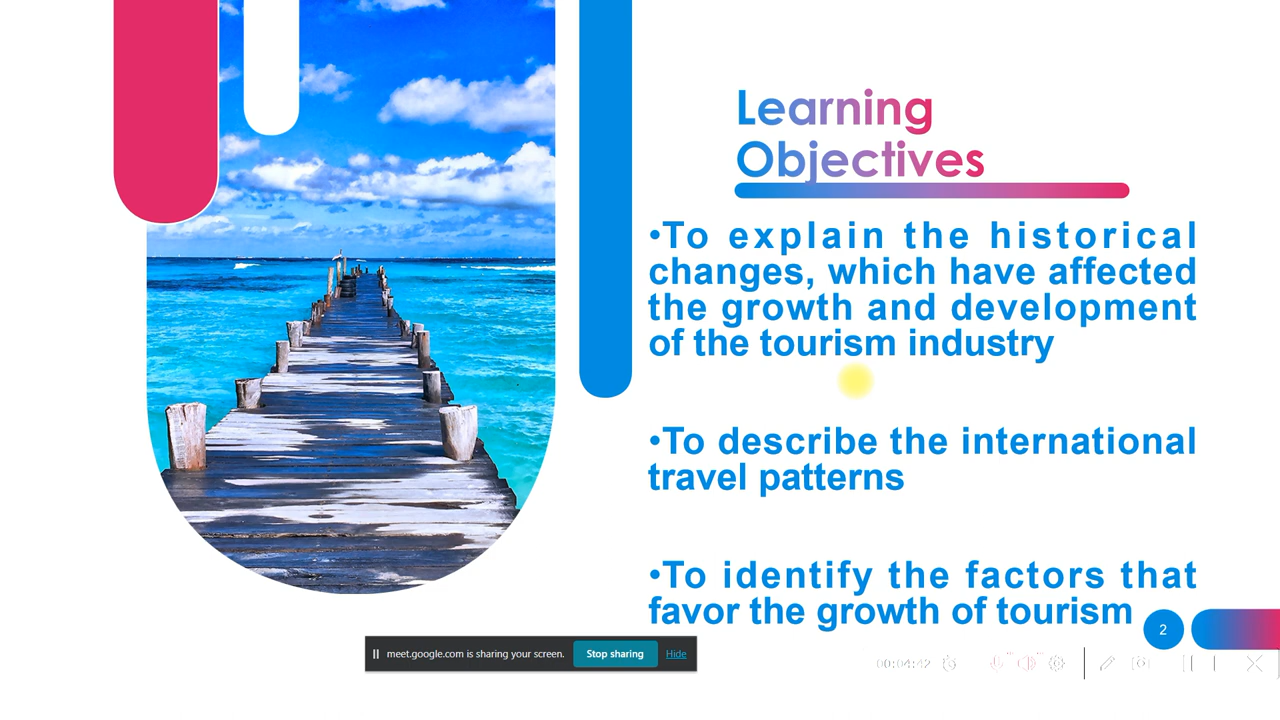 Learning
Objectives
•To explain the historical
changes, which have affected
the growth and development
of the tourism industry
•To describe the international
travel patterns
•To identify the factors that
favor the growth of tourism
2
meet.google.com is sharing your screen.
Stop sharing
Hide
00:04:42